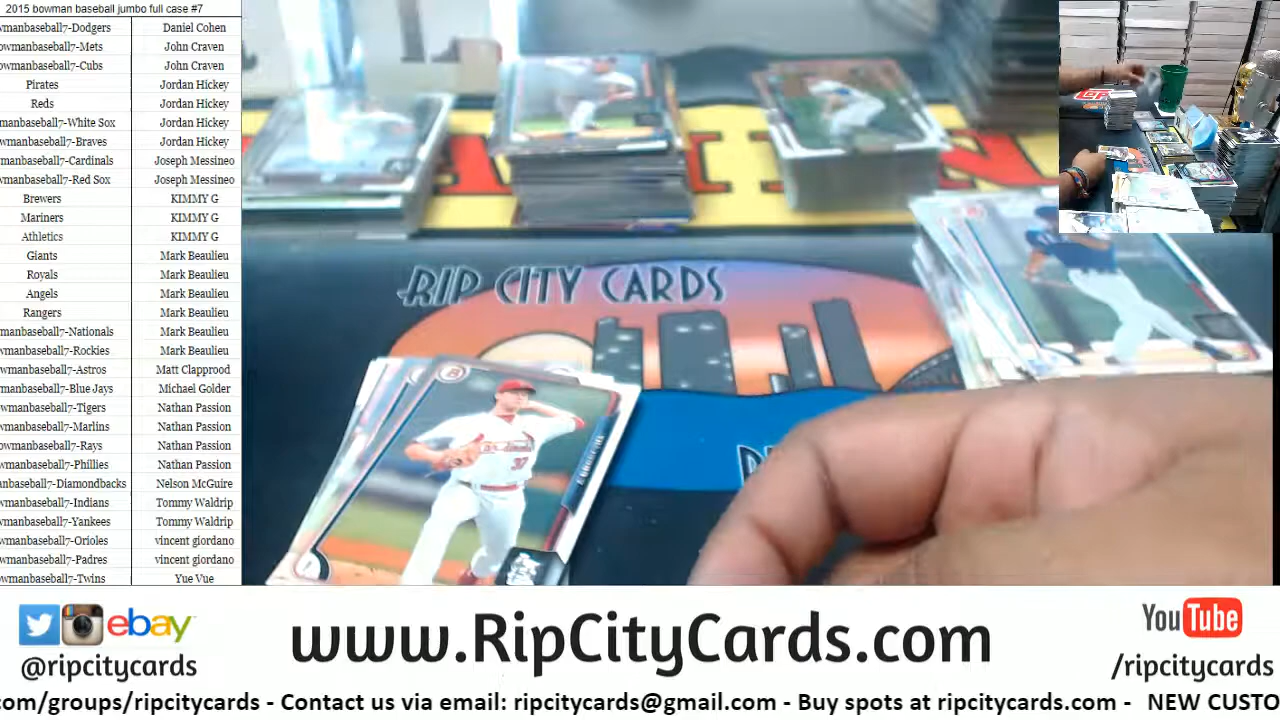 2015 bowman baseball jumbo full case #7
wmanbaseball7-Dodgers Daniel Cohen
owmanbaseball7-Mets John Craven
owmanbaseball7-Cubs John Craven
Pirates Jordan Hickey
Reds Jordan Hickey
manbaseball7-White Sox Jordan Hickey
wmanbaseball7-Braves Jordan Hickey
manbaseball7-Cardinals Joseph Messineo
wmanbaseball7-Red Sox Joseph Messineo
Brewers KIMMY G
Mariners KIMMY G
Athletics KIMMY G
Giants Mark Beaulieu
Royals Mark Beaulieu
Angels Mark Beaulieu
Rangers Mark Beaulieu
manbaseball7-Nationals Mark Beaulieu
wmanbaseball7-Rockies Mark Beaulieu
wmanbaseball7-Astros Matt Clapprood
manbaseball7-Blue Jays Michael Golder
wmanbaseball7-Tigers Nathan Passion
wmanbaseball7-Marlins Nathan Passion
owmanbaseball7-Rays Nathan Passion
wmanbaseball7-Phillies Nathan Passion
anbaseball7-Diamondbacks Nelson McGuire
wmanbaseball7-Indians Tommy Waldrip
wmanbaseball7-Yankees Tommy Waldrip
wmanbaseball7-Orioles vincent giordano
wmanbaseball7-Padres vincent giordano
wmanbaseball7-Twins Yue Vue
RIP CITY CARDS
Cardinals
37
ebay
@ripcitycards
www.RipCityCards.com
YouTube
/ripcitycards
com/groups/ripcitycards - Contact us via email: ripcitycards@gmail.com - Buy spots at ripcitycards.com - NEW CUSTO